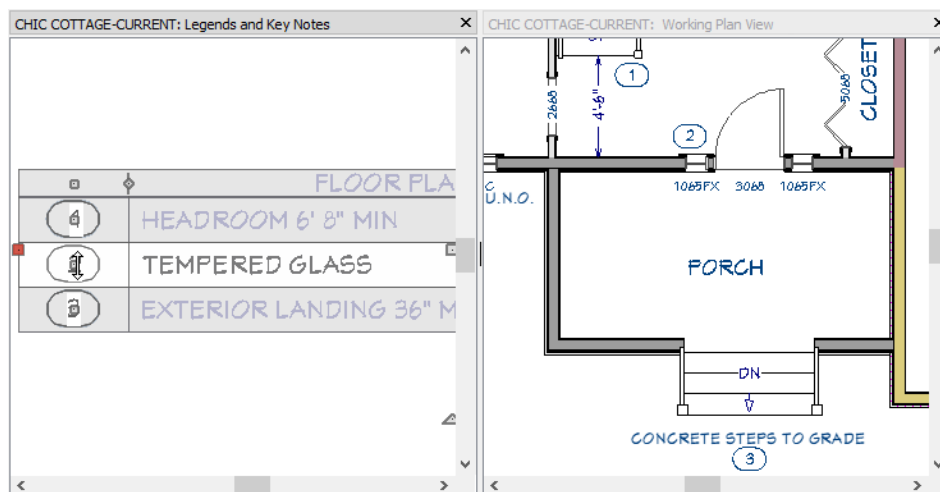 CHIC COTTAGE-CURRENT: Legends and Key Notes
FLOOR PLA
HEADROOM 6' 8" MIN
TEMPERED GLASS
EXTERIOR LANDING 36" M
CHIC COTTAGE-CURRENT: Working Plan View
1
2668
4'-6"
5068
CLOSET
2
1065FX 3068 1065FX
U.N.O.
PORCH
DN
CONCRETE STEPS TO GRADE
3